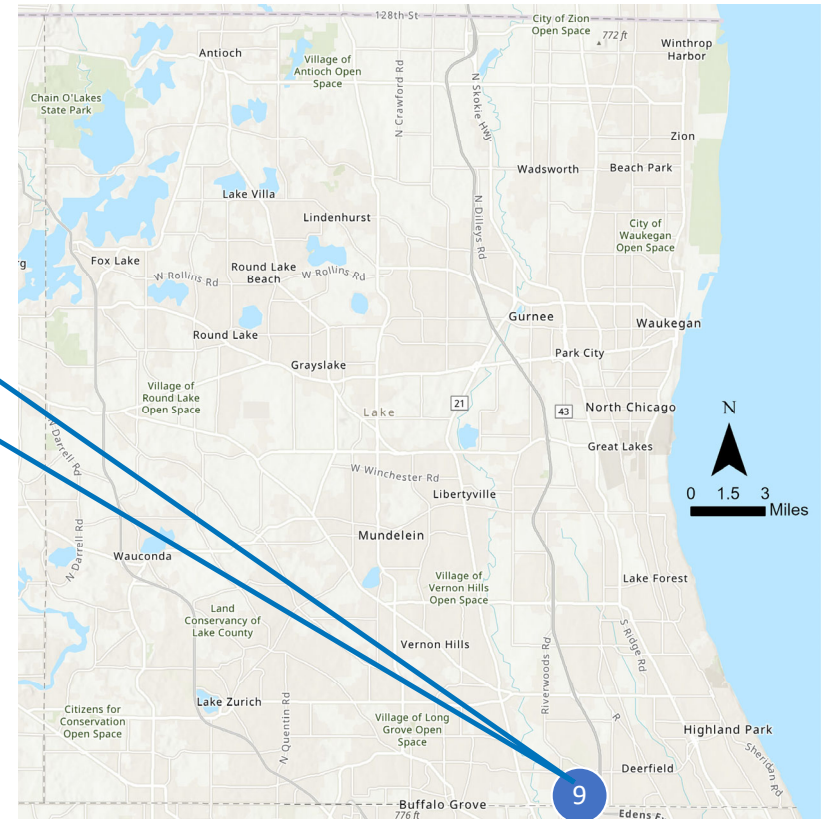 128th St
City of Zion
Open Space
772 ft
Winthrop
Harbor
Antioch
Village of
Antioch Open
Space
N Crawford Rd
N Skokie Hwy
Chain O'Lakes
State Park
Zion
Wadsworth
Beach Park
Lake Villa
Lindenhurst
N Dilleys Rd
City of
Waukegan
Open Space
rg
Fox Lake
W Rollins Rd
Round Lake
Beach
W Rollins Rd
Gurnee
Waukegan
Round Lake
Park City
Grayslake
Village of
Round Lake
Open Space
Lake
21
43
North Chicago
N
N Darrell Rd
Great Lakes
W Winchester Rd
Libertyville
0 1.5 3
Miles
Mundelein
N Darrell Rd
Wauconda
Village of
Vernon Hills
Open Space
Lake Forest
Land
Conservancy of
Lake County
S Ridge Rd
Vernon Hills
Riverwoods Rd
Lake Zurich
N Quentin Rd
Citizens for
Conservation
Open Space
Village of Long
Grove Open
Space
R
Highland Park
Sheridan Rd
Deerfield
9
Buffalo Grove
776 ft
Edens E